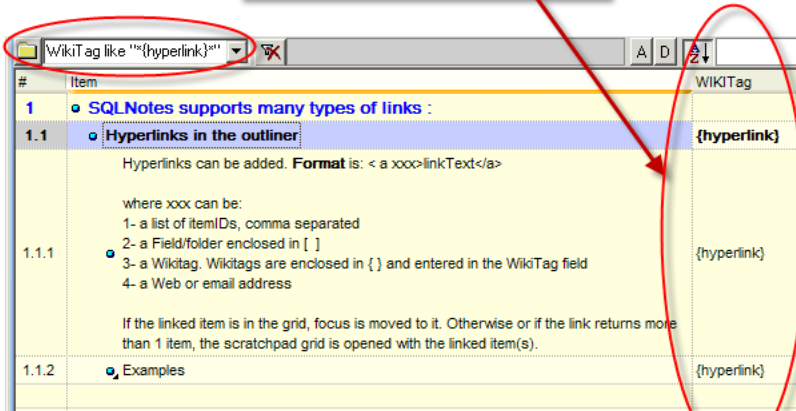 WikiTag like "*{hyperlink}*"
A D
# Item WIKITag
1 SQLNotes supports many types of links :
1.1 Hyperlinks in the outliner {hyperlink}
Hyperlinks can be added. Format is: < a xxx>linkText</a>
where xxx can be:
1- a list of itemIDs, comma separated
2- a Field/folder enclosed in [ ]
1.1.1 {hyperlink}
3- a Wikitag. Wikitags are enclosed in { } and entered in the WikiTag field
4- a Web or email address
If the linked item is in the grid, focus is moved to it. Otherwise or if the link returns more
than 1 item, the scratchpad grid is opened with the linked item(s).
1.1.2 Examples {hyperlink}